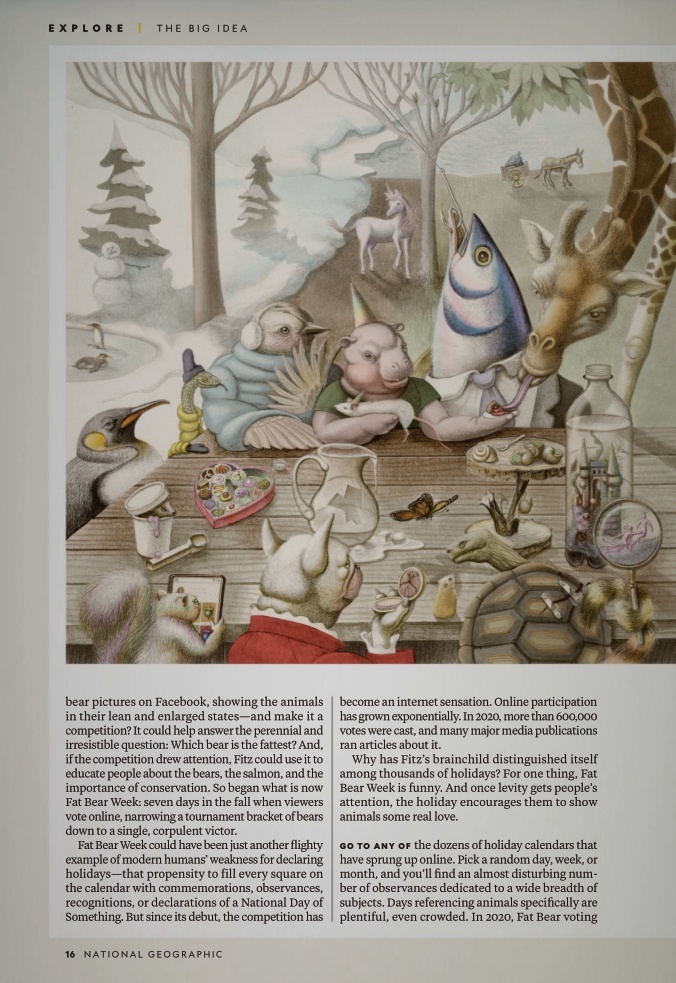 EXPLORE | THE BIG IDEA
bear pictures on Facebook, showing the animals
in their lean and enlarged states—and make it a
competition? It could help answer the perennial and
irresistible question: Which bear is the fattest? And,
if the competition drew attention, Fitz could use it to
educate people about the bears, the salmon, and the
importance of conservation. So began what is now
Fat Bear Week: seven days in the fall when viewers
vote online, narrowing a tournament bracket of bears
down to a single, corpulent victor.
Fat Bear Week could have been just another flighty
example of modern humans’ weakness for declaring
holidays—that propensity to fill every square on
the calendar with commemorations, observances,
recognitions, or declarations of a National Day of
Something. But since its debut, the competition has
become an internet sensation. Online participation
has grown exponentially. In 2020, more than 600,000
votes were cast, and many major media publications
ran articles about it.
Why has Fitz’s brainchild distinguished itself
among thousands of holidays? For one thing, Fat
Bear Week is funny. And once levity gets people’s
attention, the holiday encourages them to show
animals some real love.
GO TO ANY OF the dozens of holiday calendars that
have sprung up online. Pick a random day, week, or
month, and you’ll find an almost disturbing num-
ber of observances dedicated to a wide breadth of
subjects. Days referencing animals specifically are
plentiful, even crowded. In 2020, Fat Bear voting
16 NATIONAL GEOGRAPHIC